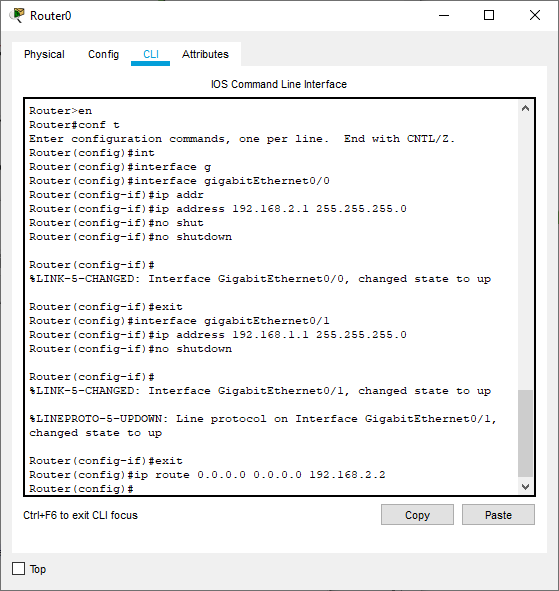 Router0
Physical Config CLI Attributes
IOS Command Line Interface
Router>en
Router#conf t
Enter configuration commands, one per line.  End with CNTL/Z.
Router(config)#int
Router(config)#interface g
Router(config)#interface gigabitEthernet0/0
Router(config-if)#ip addr
Router(config-if)#ip address 192.168.2.1 255.255.255.0
Router(config-if)#no shut
Router(config-if)#no shutdown
Router(config-if)#
%LINK-5-CHANGED: Interface GigabitEthernet0/0, changed state to up
Router(config-if)#exit
Router(config)#interface gigabitEthernet0/1
Router(config-if)#ip address 192.168.1.1 255.255.255.0
Router(config-if)#no shutdown
Router(config-if)#
%LINK-5-CHANGED: Interface GigabitEthernet0/1, changed state to up
%LINEPROTO-5-UPDOWN: Line protocol on Interface GigabitEthernet0/1,
changed state to up
Router(config-if)#exit
Router(config)#ip route 0.0.0.0 0.0.0.0 192.168.2.2
Router(config)#
Ctrl+F6 to exit CLI focus
Copy Paste
Top